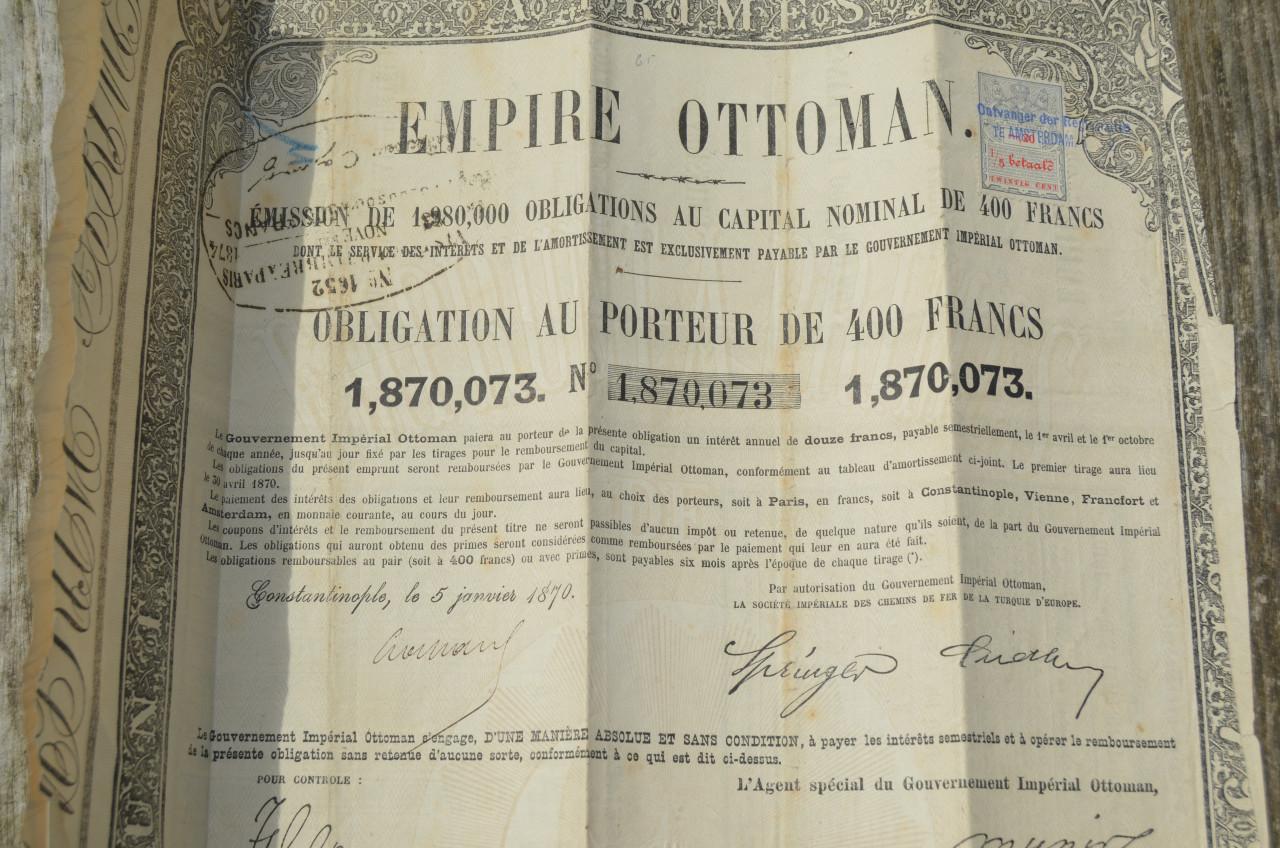 A PRIMES
EMPIRE OTTOMAN.
Ontvanger der
TE AMSTERDAM
betaald
TWINTIG CENT
ÉMISSION DE 1,980,000 OBLIGATIONS AU CAPITAL NOMINAL DE 400 FRANCS
DONT LE SERVICE DES INTÉRÊTS ET DE L'AMORTISSEMENT EST EXCLUSIVEMENT PAYABLE PAR LE GOUVERNEMENT IMPÉRIAL OTTOMAN.
FRANCS
1874
NOVE
TIMBRE A PARIS
No 1652
OBLIGATION AU PORTEUR DE 400 FRANCS
1,870,073. No 1,870,073 1,870,073.
Le Gouvernement Impérial Ottoman paiera au porteur de la présente obligation un intérêt annuel de douze francs, payable semestriellement, le 1er avril et le 1er octobre
de chaque année, jusqu'au jour fixé par les tirages pour le remboursement du capital.
Les obligations du présent emprunt seront remboursées par le Gouvernement Impérial Ottoman, conformément au tableau d'amortissement ci-joint. Le premier tirage aura lieu
le 30 avril 1870.
Le paiement des intérêts des obligations et leur remboursement aura lieu, au choix des porteurs, soit à Paris, en francs, soit à Constantinople, Vienne, Francfort et
Amsterdam, en monnaie courante, au cours du jour.
Les coupons d'intérêts et le remboursement du présent titre ne seront passibles d'aucun impôt ou retenue, de quelque nature qu'ils soient, de la part du Gouvernement Impérial
Ottoman. Les obligations qui auront obtenu des primes seront considérées comme remboursées par le paiement qui leur en aura été fait.
Les obligations remboursables au pair (soit à 400 francs) ou avec primes, sont payables six mois après l'époque de chaque tirage (*).
Constantinople, le 5 janvier 1870.
Par autorisation du Gouvernement Impérial Ottoman,
LA SOCIÉTÉ IMPÉRIALE DES CHEMINS DE FER DE LA TURQUIE D'EUROPE.
Springer
Le Gouvernement Impérial Ottoman s'engage, D'UNE MANIÈRE ABSOLUE ET SANS CONDITION, à payer les intérêts semestriels et à opérer le remboursement
de la présente obligation sans retenue d'aucune sorte, conformément à ce qui est dit ci-dessus.
POUR CONTROLE :
L'Agent spécial du Gouvernement Impérial Ottoman,